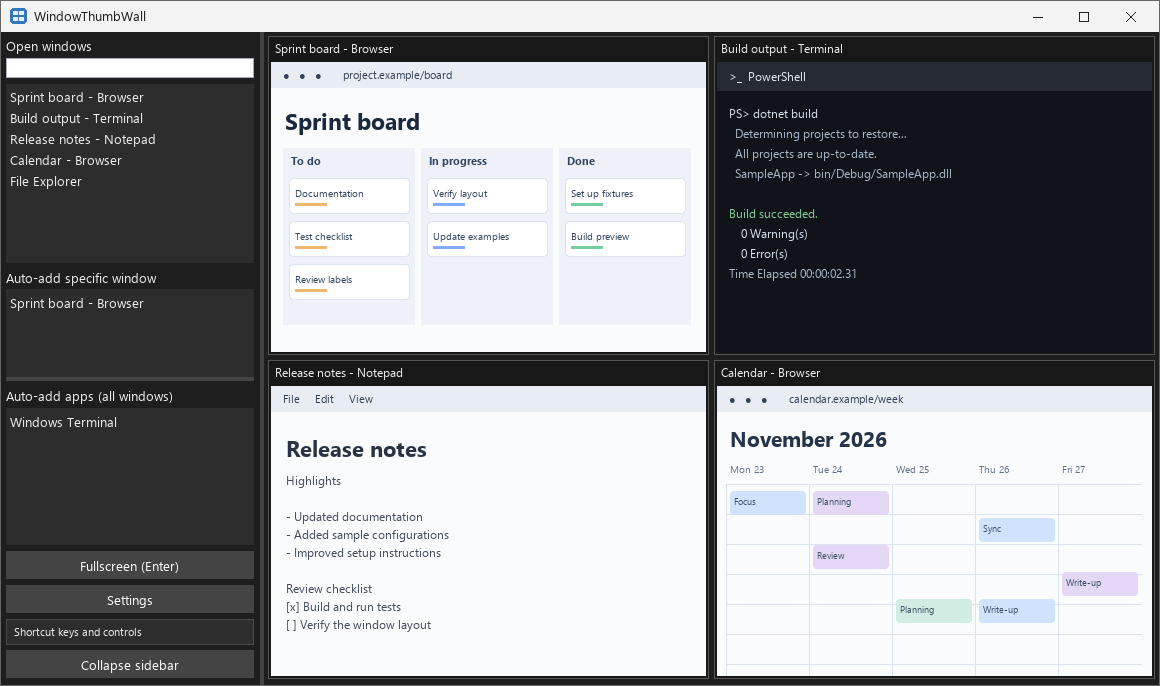 WindowThumbWall
Open windows
Sprint board - Browser
Build output - Terminal
Release notes - Notepad
Calendar - Browser
File Explorer
Auto-add specific window
Sprint board - Browser
Auto-add apps (all windows)
Windows Terminal
Fullscreen (Enter)
Settings
Shortcut keys and controls
Collapse sidebar
Sprint board - Browser
project.example/board
Sprint board
To do
Documentation
Test checklist
Review labels
In progress
Verify layout
Update examples
Done
Set up fixtures
Build preview
Build output - Terminal
>_ PowerShell
PS> dotnet build
Determining projects to restore...
All projects are up-to-date.
SampleApp -> bin/Debug/SampleApp.dll
Build succeeded.
0 Warning(s)
0 Error(s)
Time Elapsed 00:00:02.31
Release notes - Notepad
File Edit View
Release notes
Highlights
- Updated documentation
- Added sample configurations
- Improved setup instructions
Review checklist
[x] Build and run tests
[ ] Verify the window layout
Calendar - Browser
calendar.example/week
November 2026
Mon 23 Tue 24 Wed 25 Thu 26 Fri 27
Focus Planning
Sync
Review
Write-up
Planning Write-up